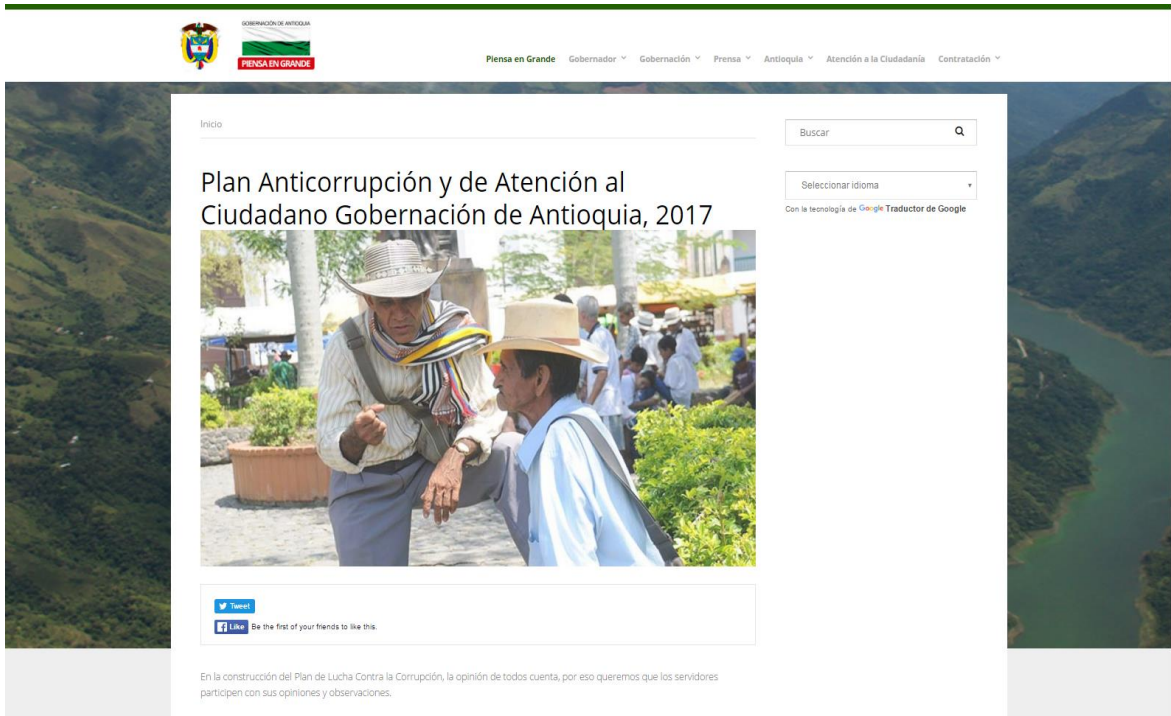 GOBERNACIÓN DE ANTIOQUIA
PIENSA EN GRANDE
Piensa en Grande Gobernador Gobernación Prensa Antioquia Atención a la Ciudadanía Contratación
Inicio
Buscar
Plan Anticorrupción y de Atención al
Ciudadano Gobernación de Antioquia, 2017
Seleccionar idioma
Con la tecnología de Google Traductor de Google
Tweet
Like Be the first of your friends to like this.
En la construcción del Plan de Lucha Contra la Corrupción, la opinión de todos cuenta, por eso queremos que los servidores
participen con sus opiniones y observaciones.